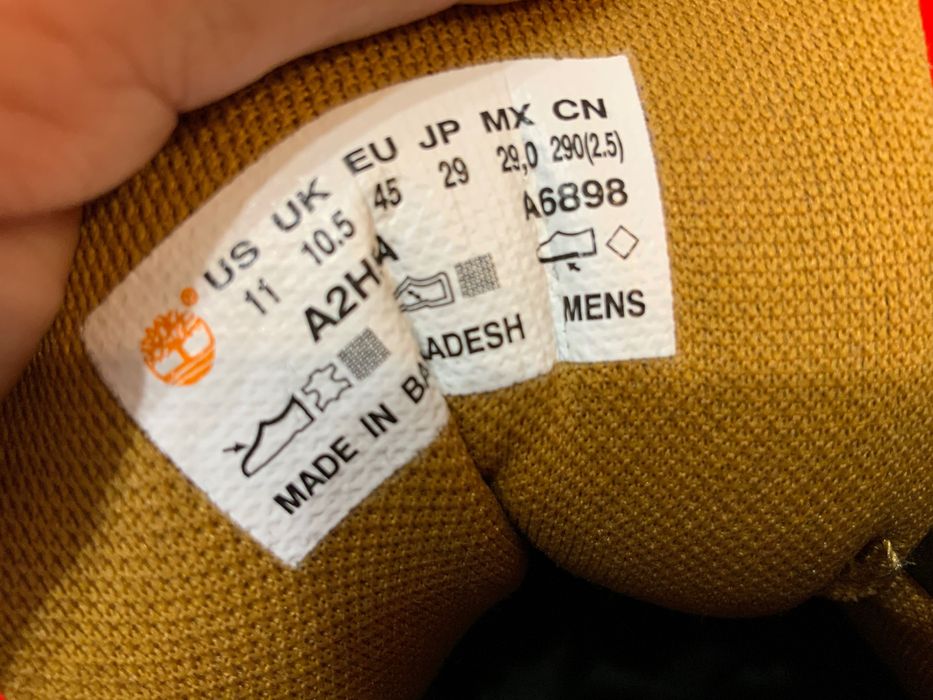 US UK EU JP MX CN
11 10.5 45 29 29,0 290(2.5)
®
A6898
MADE IN BA ADESH MENS